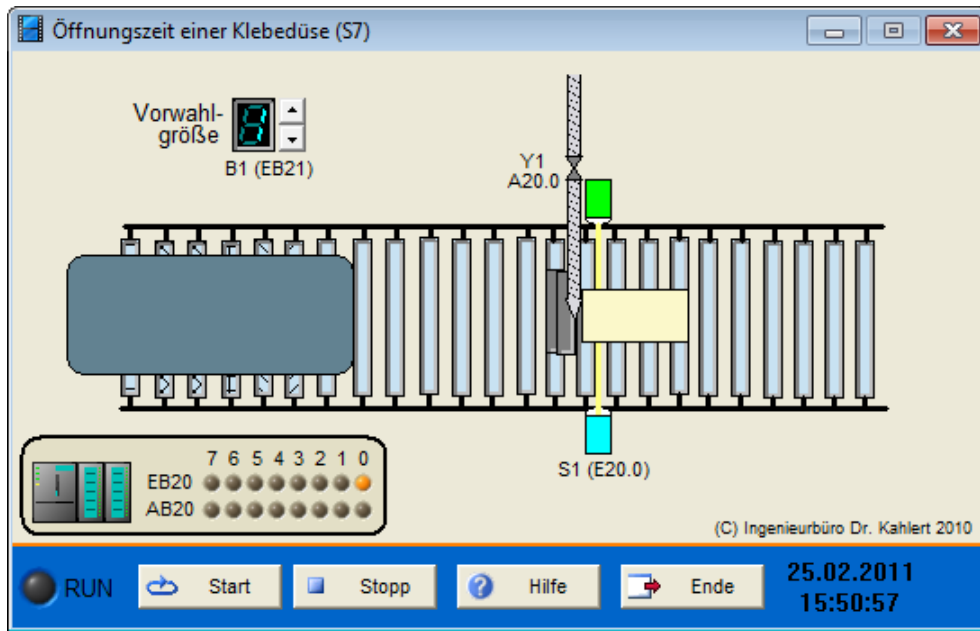 Öffnungszeit einer Klebedüse (S7)
Vorwahl-
größe
B1 (EB21)
Y1
A20.0
S1 (E20.0)
7 6 5 4 3 2 1 0
EB20
AB20
(C) Ingenieurbüro Dr. Kahlert 2010
RUN
Start
Stopp
Hilfe
Ende
25.02.2011
15:50:57